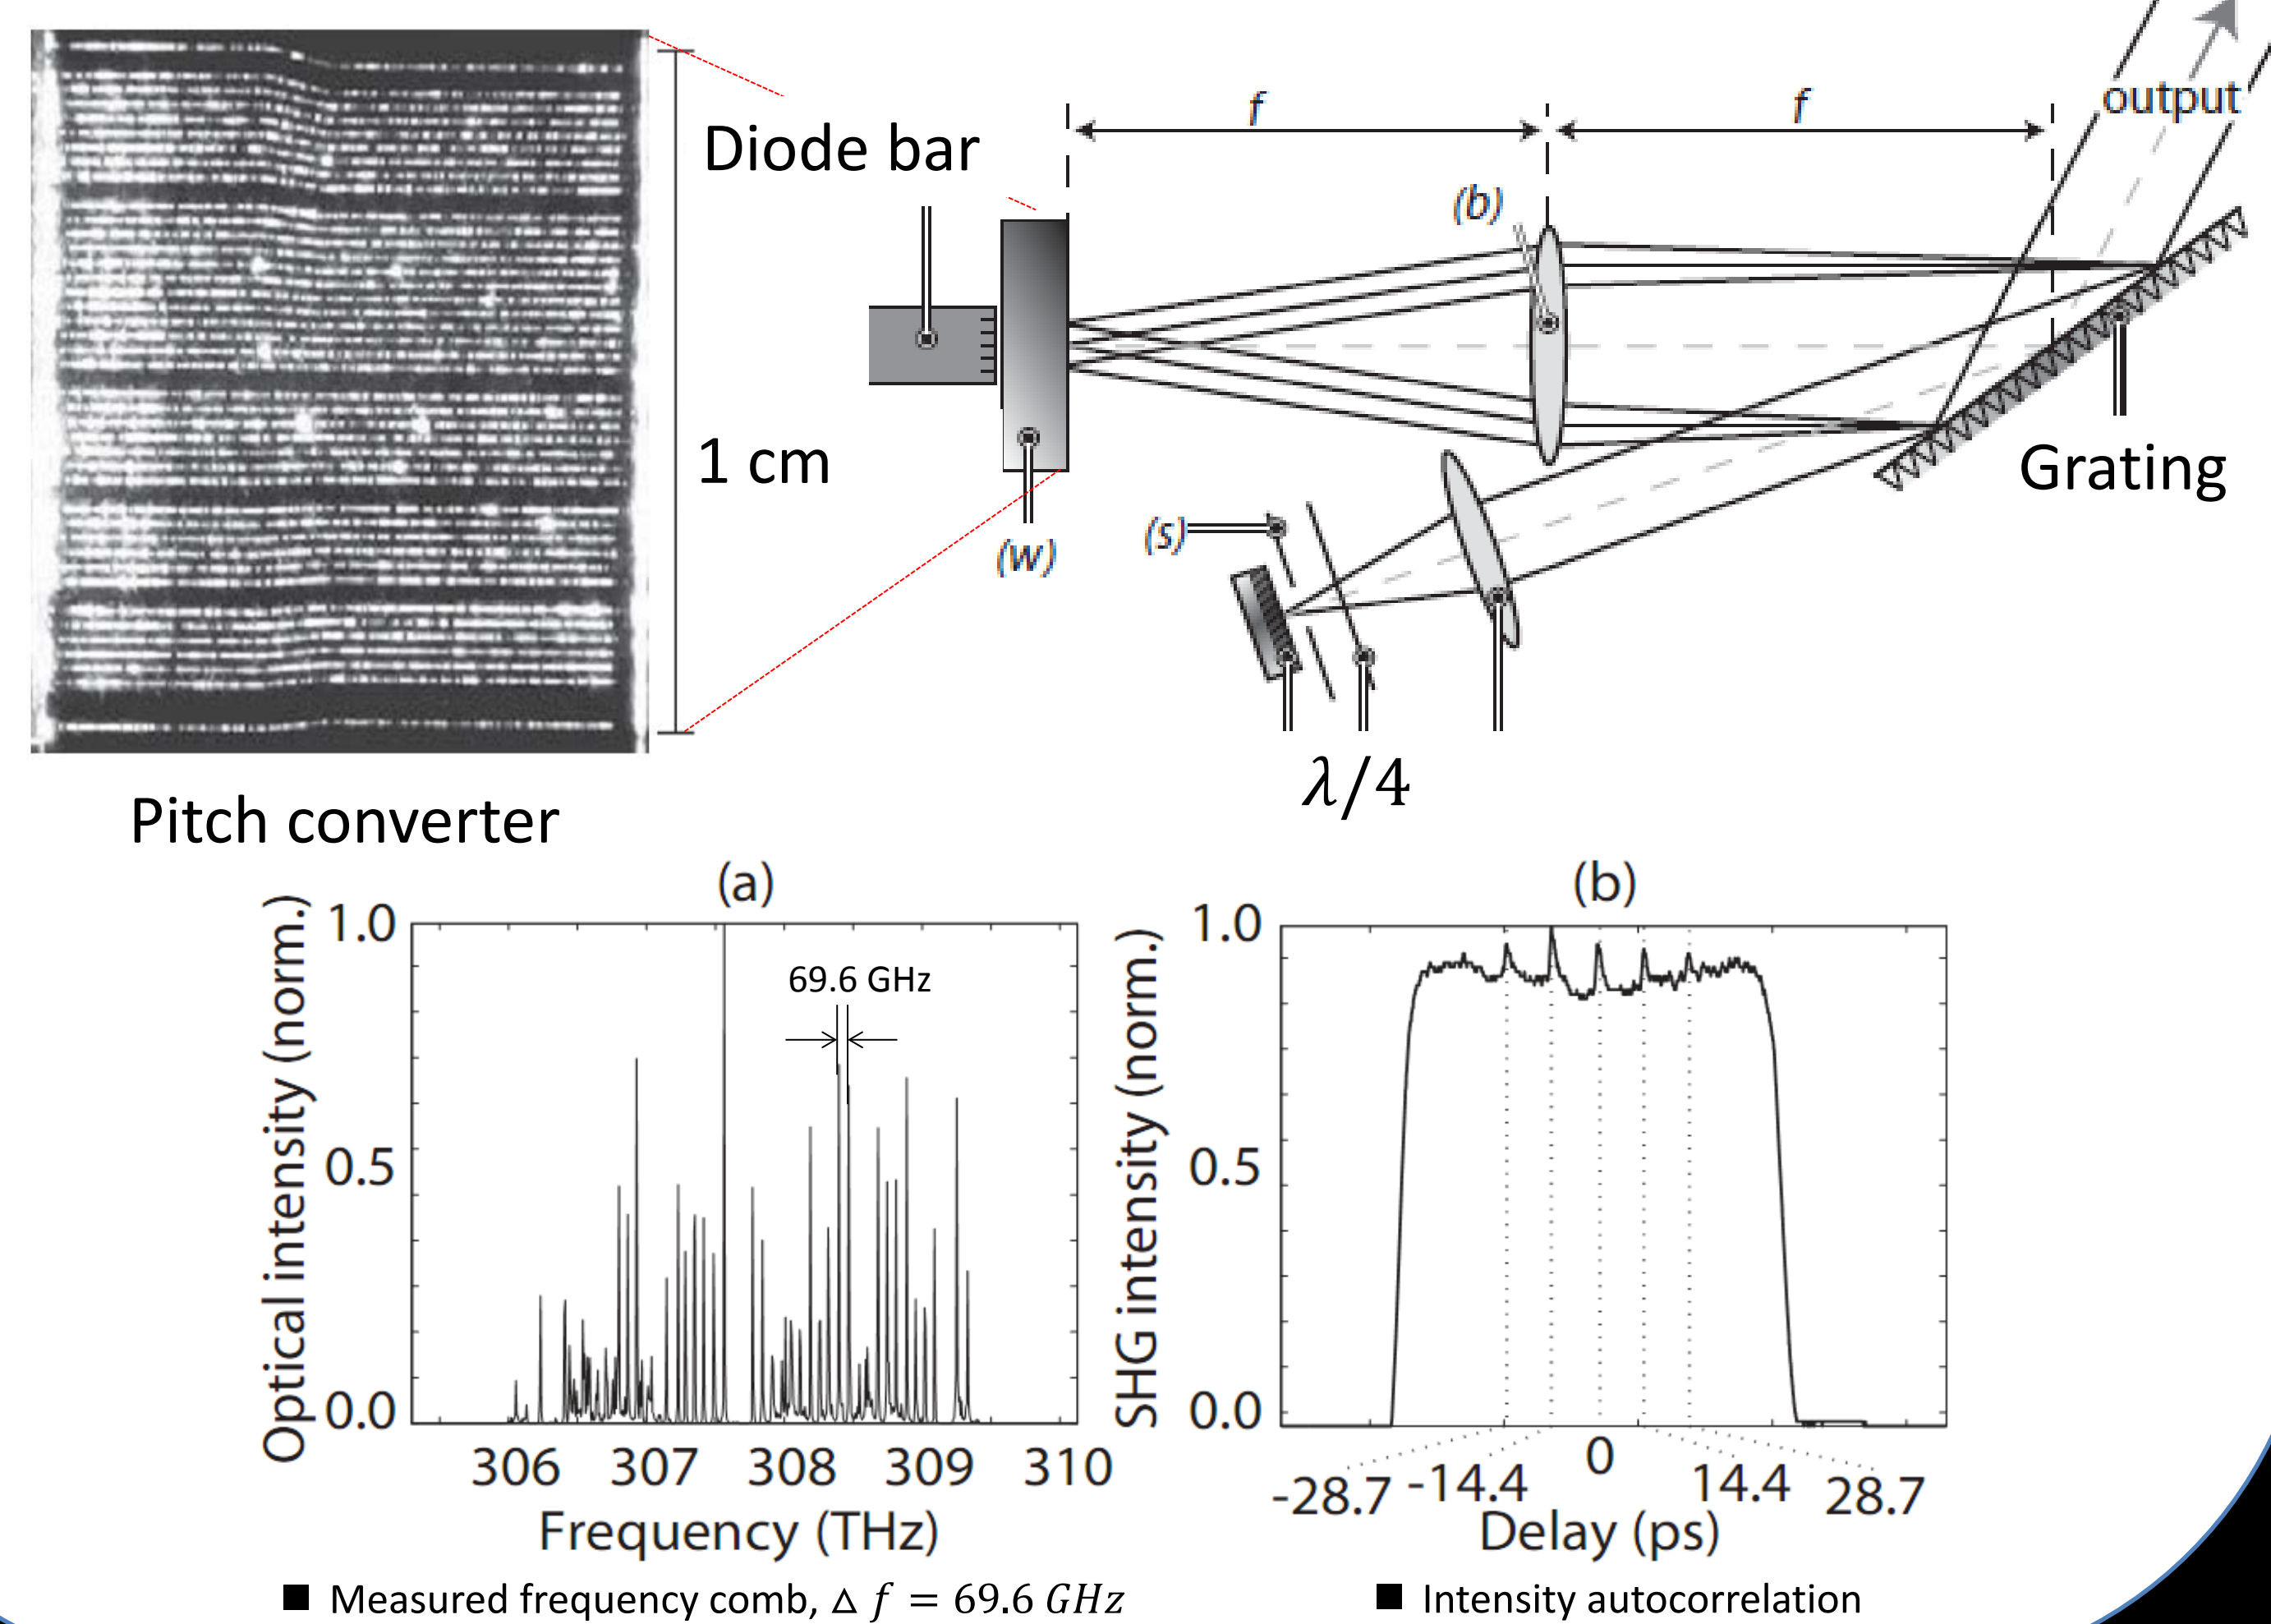 f
f
output
Diode bar
(b)
1 cm
Grating
(s)
(w)
λ/4
Pitch converter
(a)
Optical intensity (norm.)
1.0
0.5
0.0
69.6 GHz
306 307 308 309 310
Frequency (THz)
(b)
SHG intensity (norm.)
1.0
0.5
0.0
-28.7 -14.4 0 14.4 28.7
Delay (ps)
■ Measured frequency comb, △ f = 69.6 GHz
■ Intensity autocorrelation